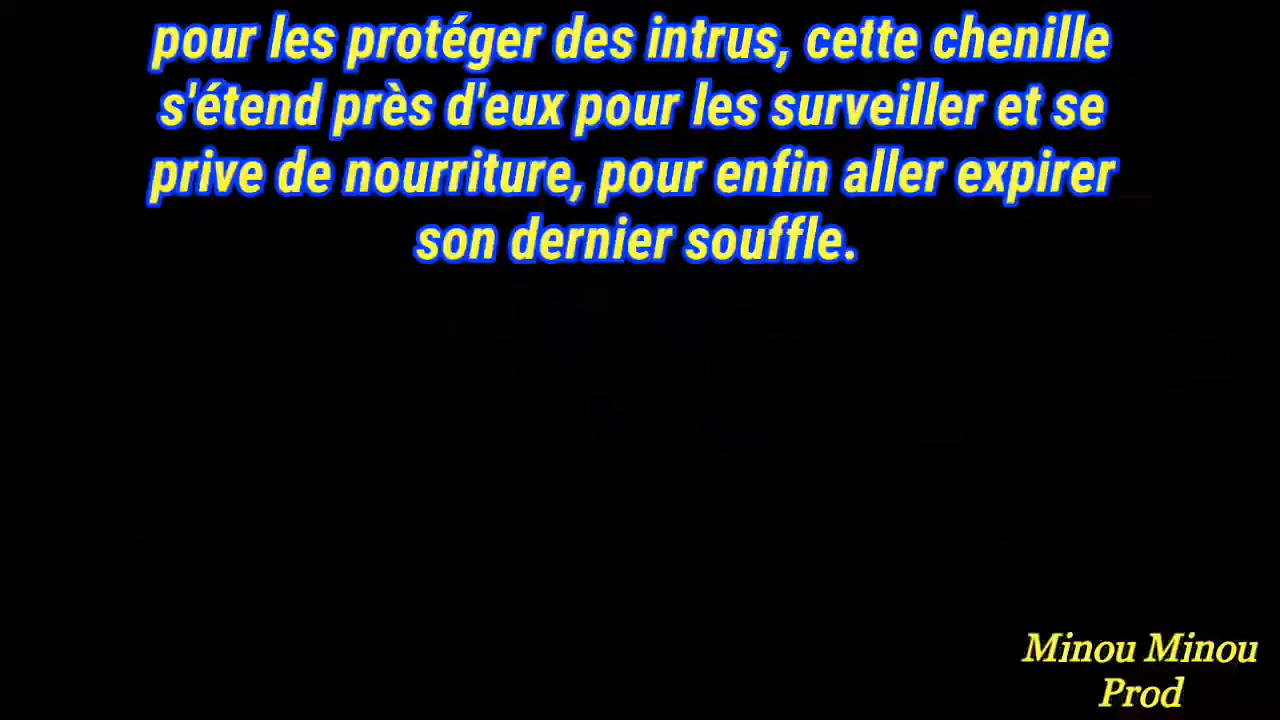 pour les protéger des intrus, cette chenille
s'étend près d'eux pour les surveiller et se
prive de nourriture, pour enfin aller expirer
son dernier souffle.
Minou Minou
Prod